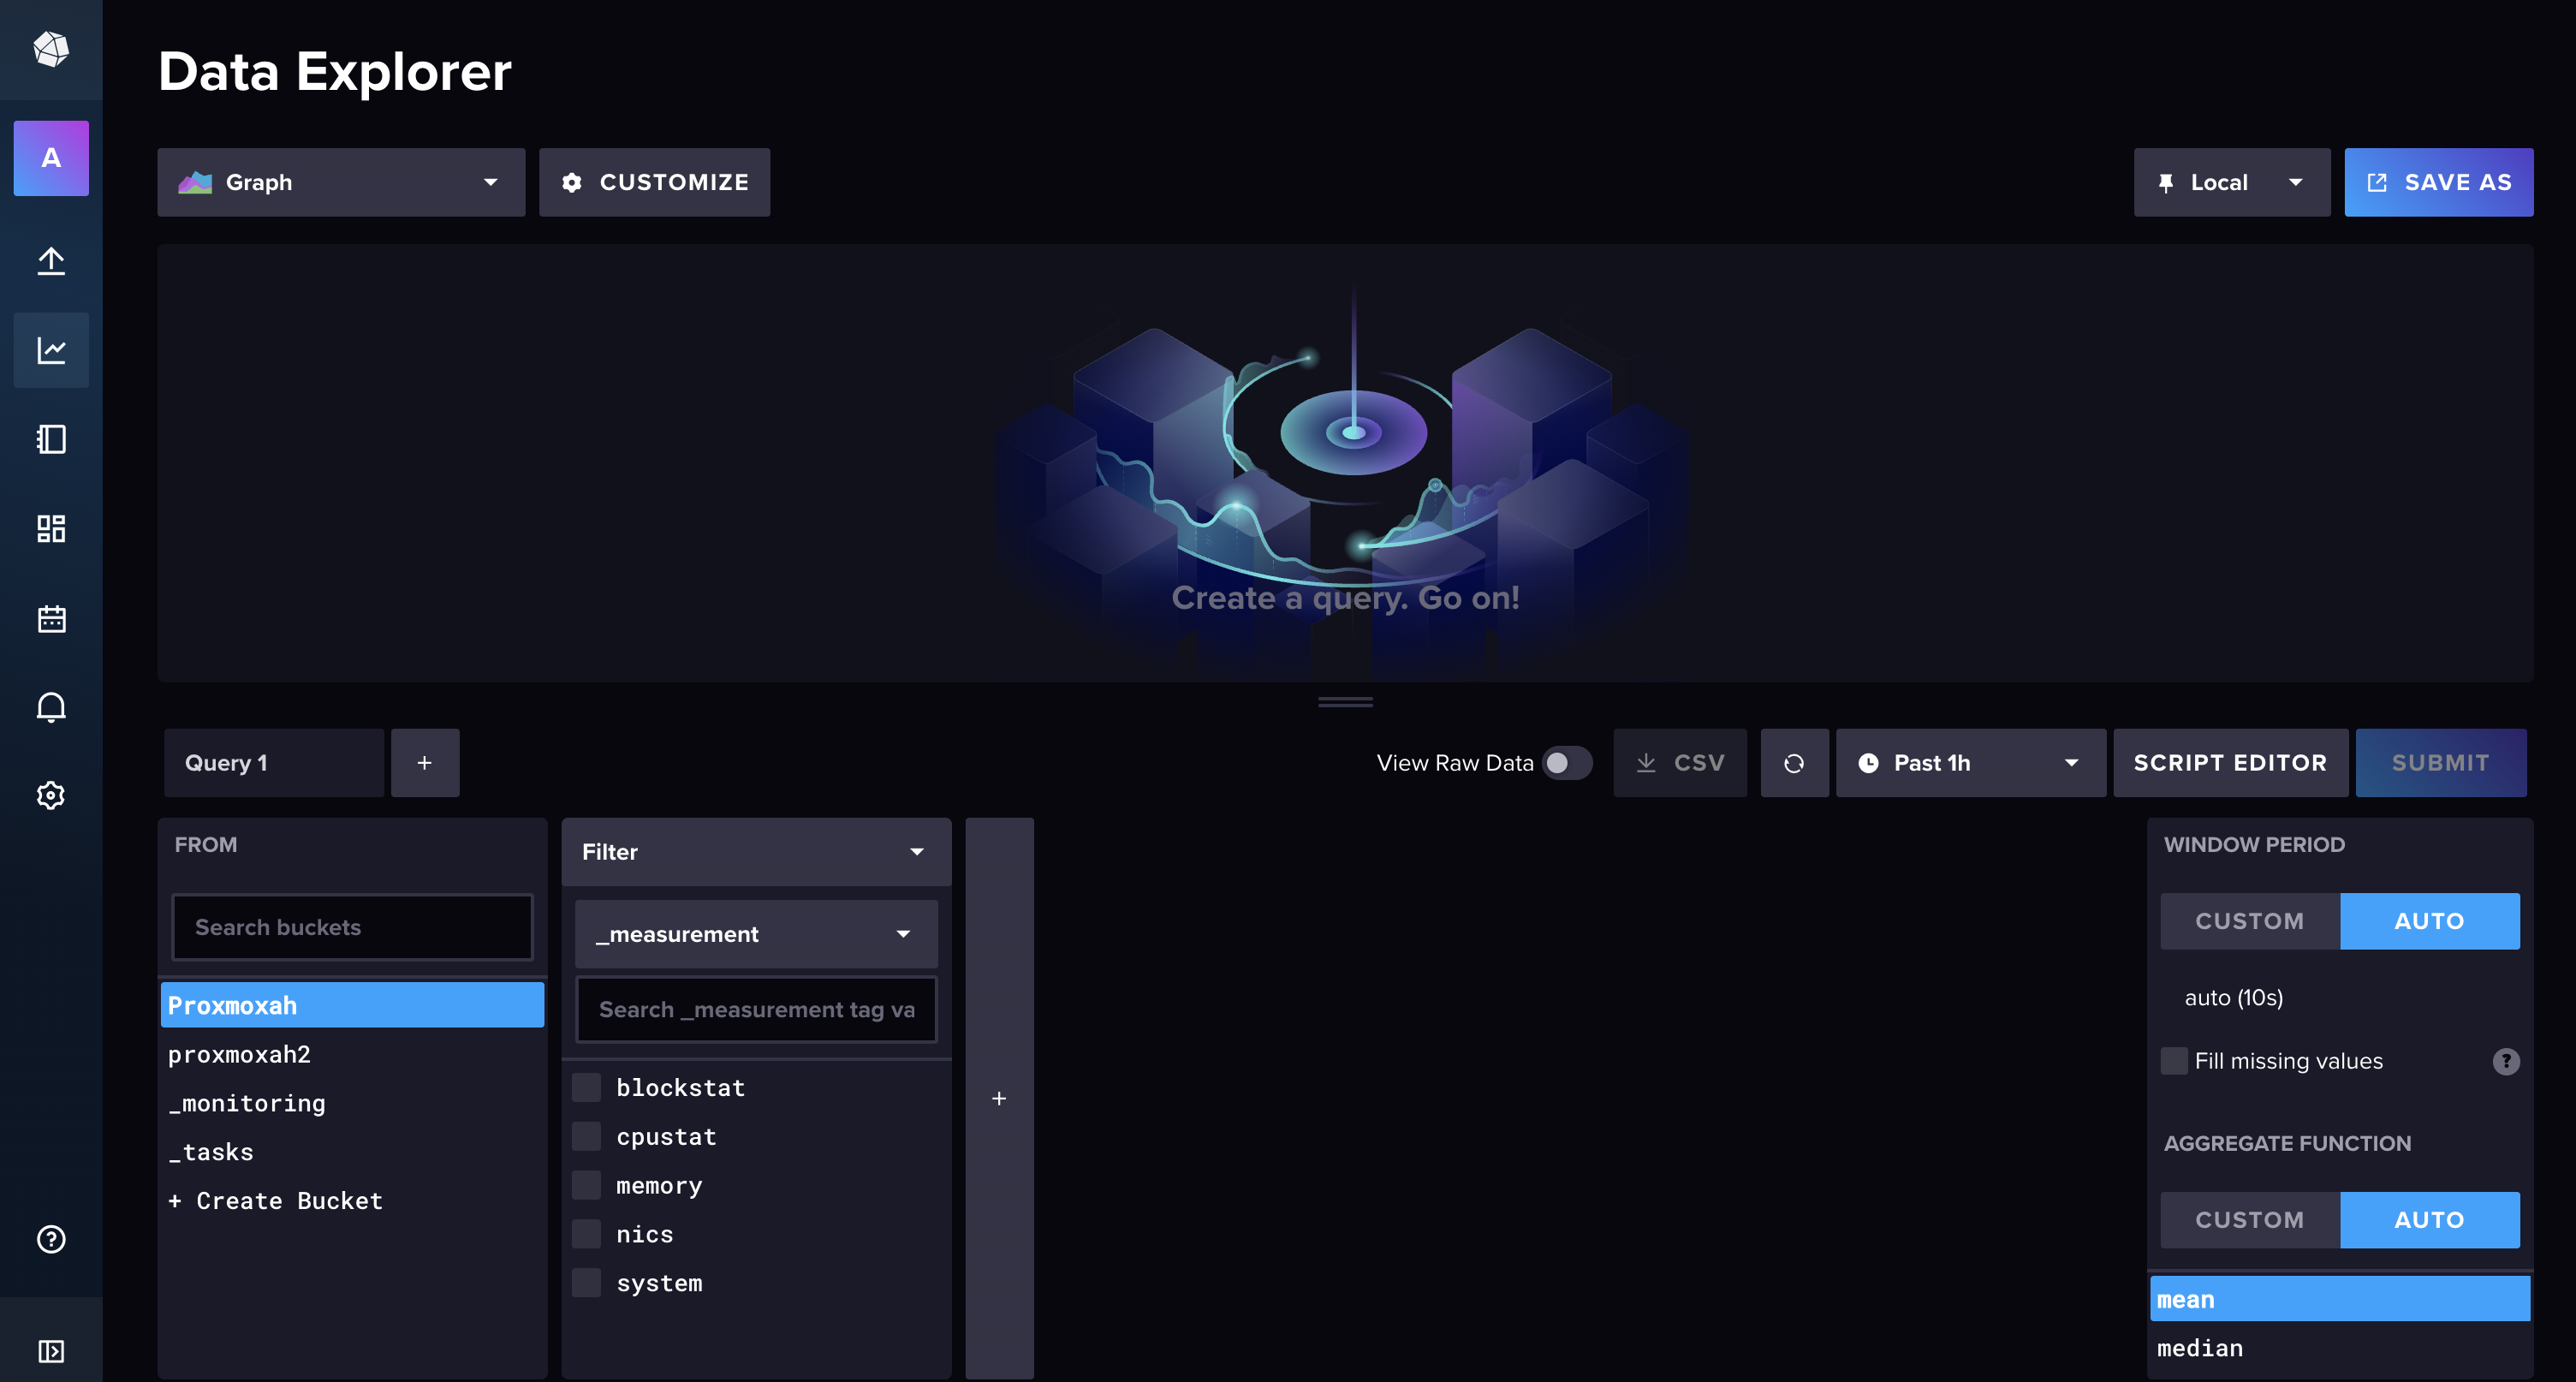 Data Explorer
A
Graph
CUSTOMIZE
Local
SAVE AS
Create a query. Go on!
Query 1
+
View Raw Data
CSV
Past 1h
SCRIPT EDITOR
SUBMIT
FROM
Search buckets
Proxmoxah
proxmoxah2
_monitoring
_tasks
+ Create Bucket
Filter
_measurement
Search _measurement tag va
blockstat
cpustat
memory
nics
system
+
WINDOW PERIOD
CUSTOM
AUTO
auto (10s)
Fill missing values
?
AGGREGATE FUNCTION
CUSTOM
AUTO
mean
median
?